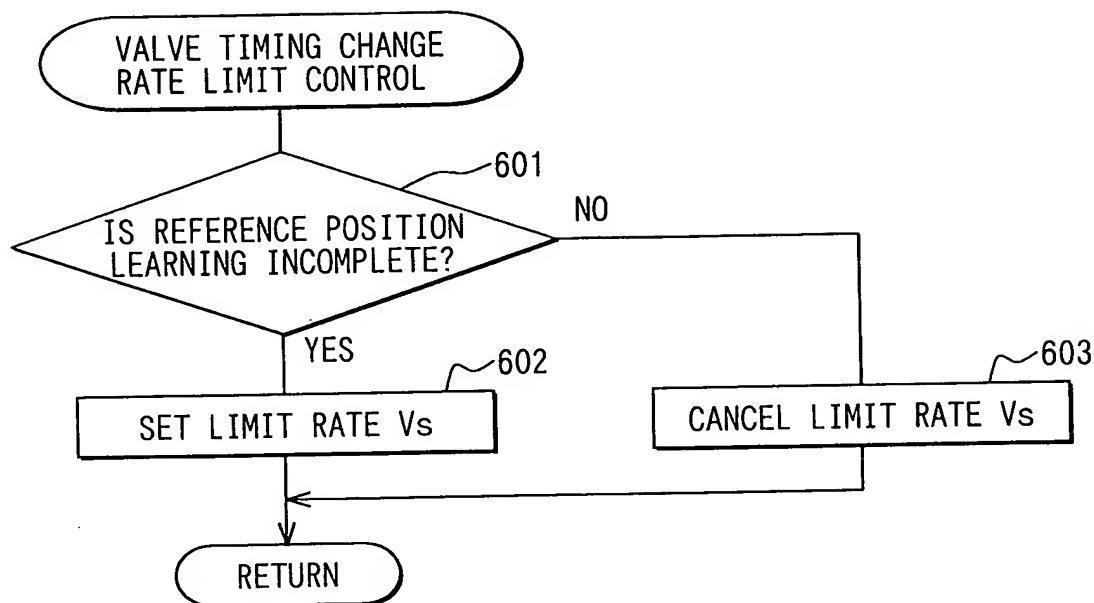 VALVE TIMING CHANGE
RATE LIMIT CONTROL
601
IS REFERENCE POSITION
LEARNING INCOMPLETE?
NO
YES
602
SET LIMIT RATE Vs
603
CANCEL LIMIT RATE Vs
RETURN